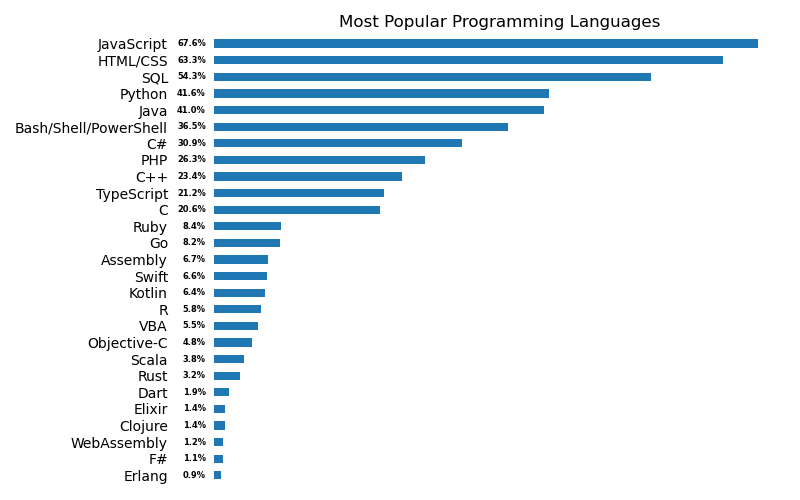 Most Popular Programming Languages
JavaScript 67.6%
HTML/CSS 63.3%
SQL 54.3%
Python 41.6%
Java 41.0%
Bash/Shell/PowerShell 36.5%
C# 30.9%
PHP 26.3%
C++ 23.4%
TypeScript 21.2%
C 20.6%
Ruby 8.4%
Go 8.2%
Assembly 6.7%
Swift 6.6%
Kotlin 6.4%
R 5.8%
VBA 5.5%
Objective-C 4.8%
Scala 3.8%
Rust 3.2%
Dart 1.9%
Elixir 1.4%
Clojure 1.4%
WebAssembly 1.2%
F# 1.1%
Erlang 0.9%